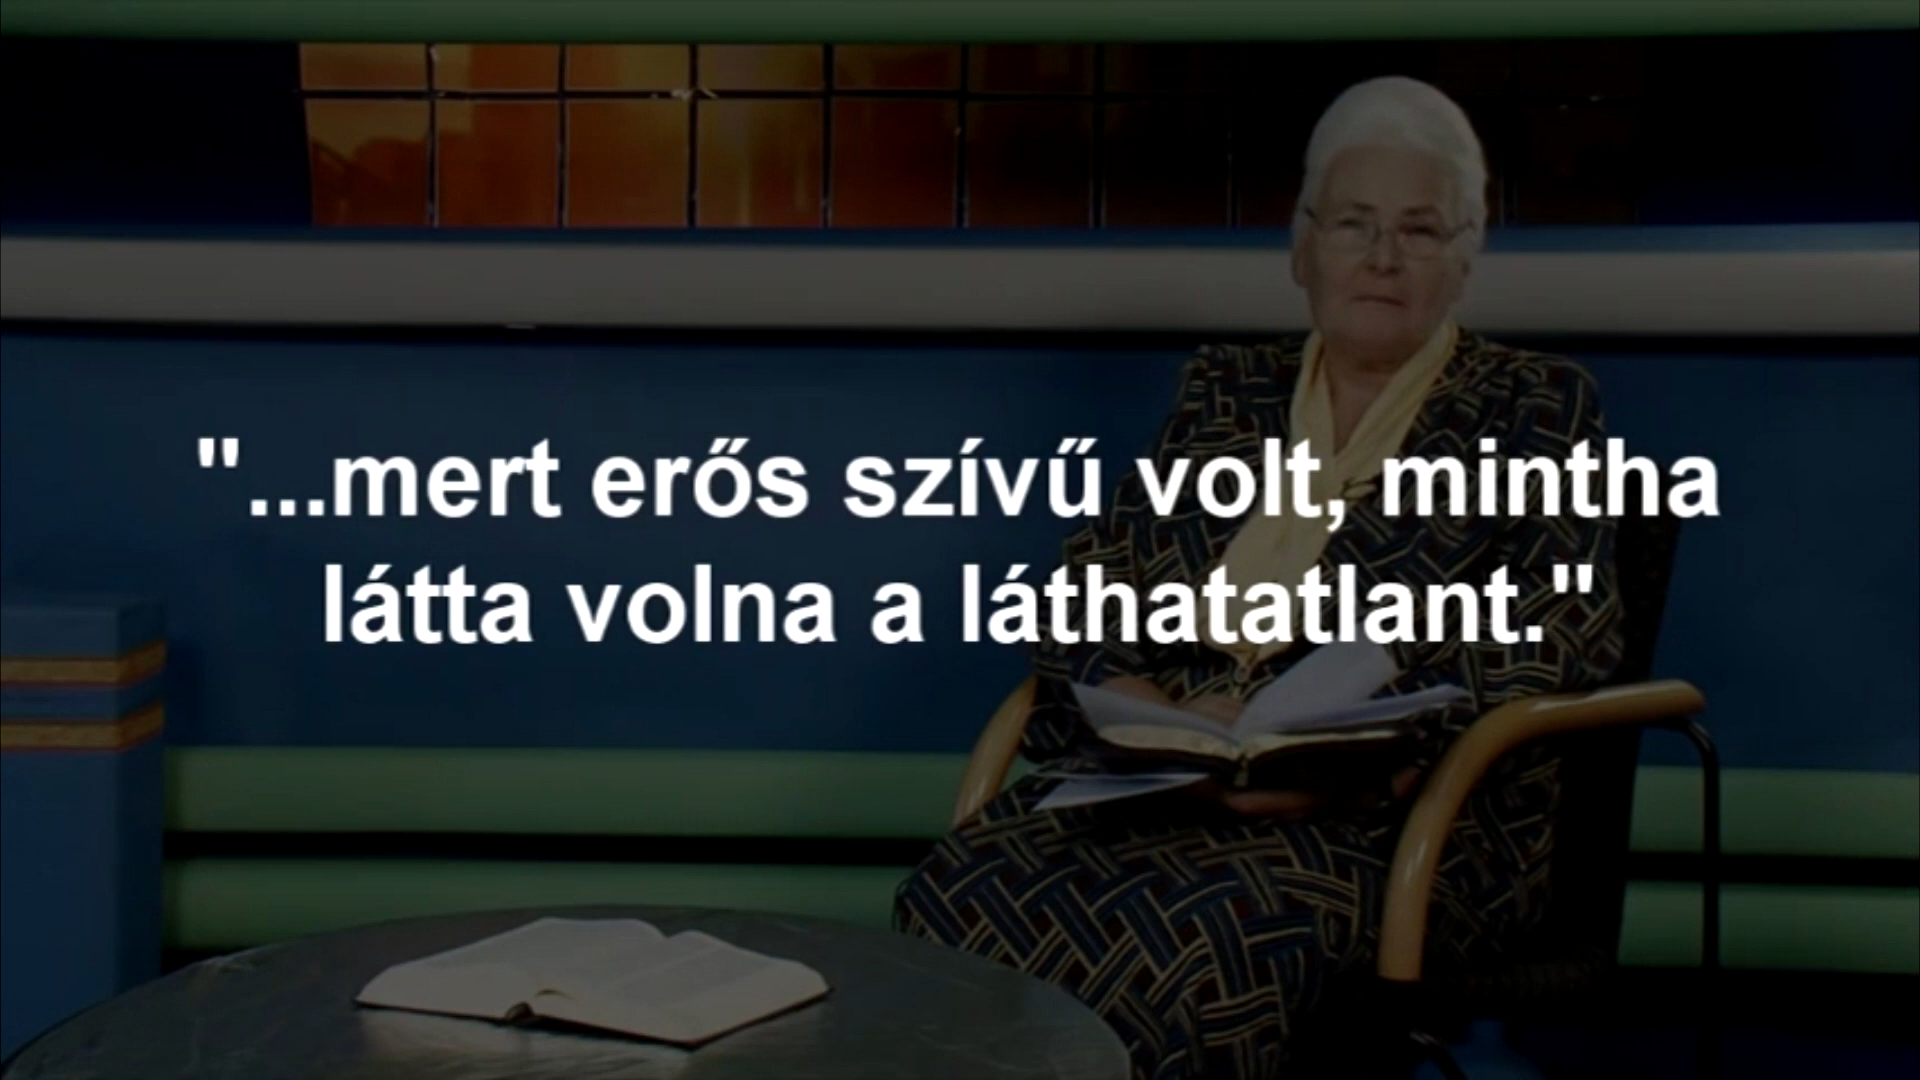 "...mert erős szívű volt, mintha
látta volna a láthatatlant."